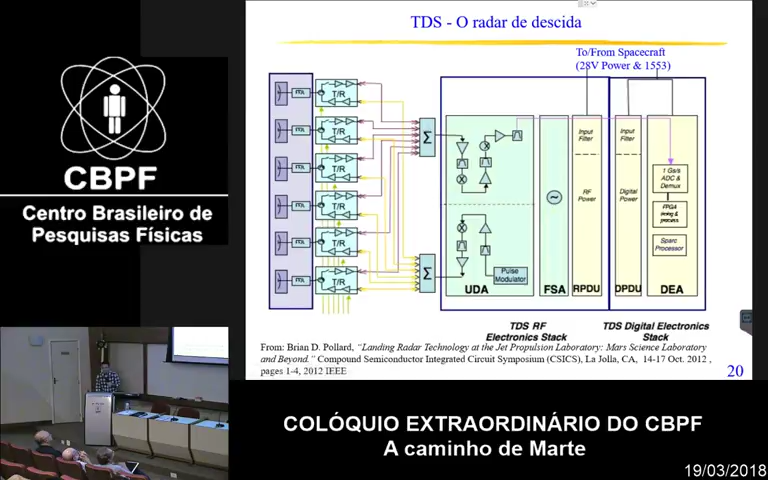 CBPF
Centro Brasileiro de
Pesquisas Físicas
TDS - O radar de descida
To/From Spacecraft
(28V Power & 1553)
T/R
T/R
T/R
T/R
T/R
T/R
Σ
Σ
Pulse
Modulator
UDA
FSA
Input
Filter
RF
Power
RPDU
Input
Filter
Digital
Power
DPDU
1 Gs/s
ADC &
Demux
FPGA
timing &
process
Sparc
Processor
DEA
TDS RF
Electronics Stack
TDS Digital Electronics
Stack
From: Brian D. Pollard, “Landing Radar Technology at the Jet Propulsion Laboratory: Mars Science Laboratory
and Beyond.” Compound Semiconductor Integrated Circuit Symposium (CSICS), La Jolla, CA, 14-17 Oct. 2012 ,
pages 1-4, 2012 IEEE
20
COLÓQUIO EXTRAORDINÁRIO DO CBPF
A caminho de Marte
19/03/2018